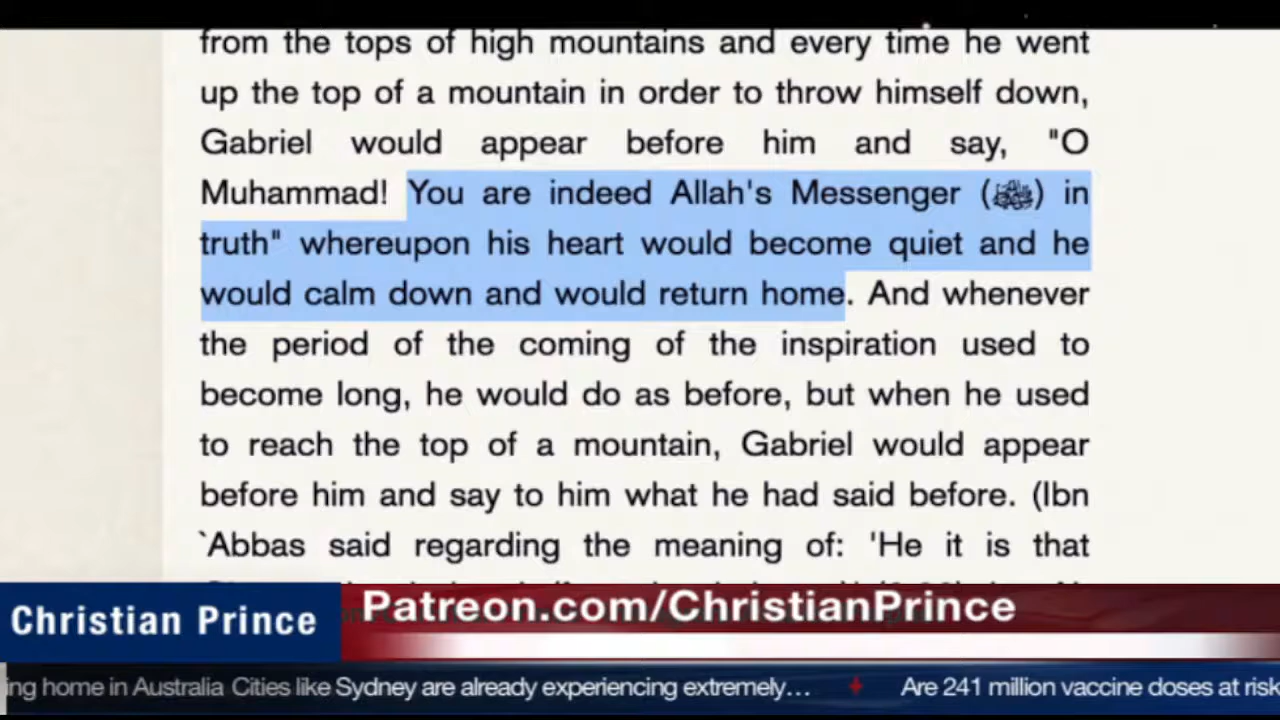 from the tops of high mountains and every time he went
up the top of a mountain in order to throw himself down,
Gabriel would appear before him and say, "O
Muhammad! You are indeed Allah's Messenger (ﷺ) in
truth" whereupon his heart would become quiet and he
would calm down and would return home. And whenever
the period of the coming of the inspiration used to
become long, he would do as before, but when he used
to reach the top of a mountain, Gabriel would appear
before him and say to him what he had said before. (Ibn
`Abbas said regarding the meaning of: 'He it is that
Christian Prince
Patreon.com/ChristianPrince
ing home in Australia Cities like Sydney are already experiencing extremely... Are 241 million vaccine doses at risk